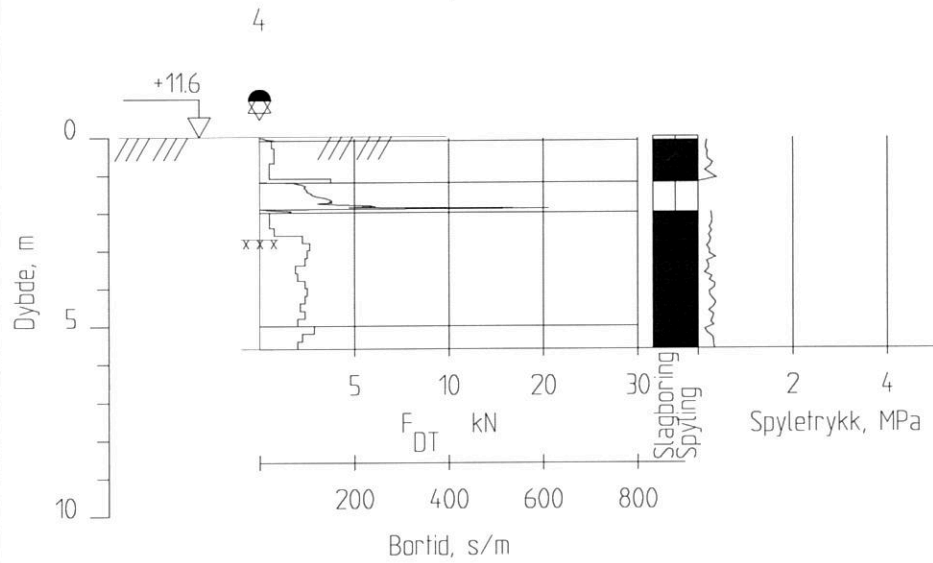 4
+11.6
0
5
10
Dybde, m
x x x
5 10 20 30
F DT kN
200 400 600 800
Bortid, s/m
Slagboring
Spyling
2 4
Spyletrykk, MPa